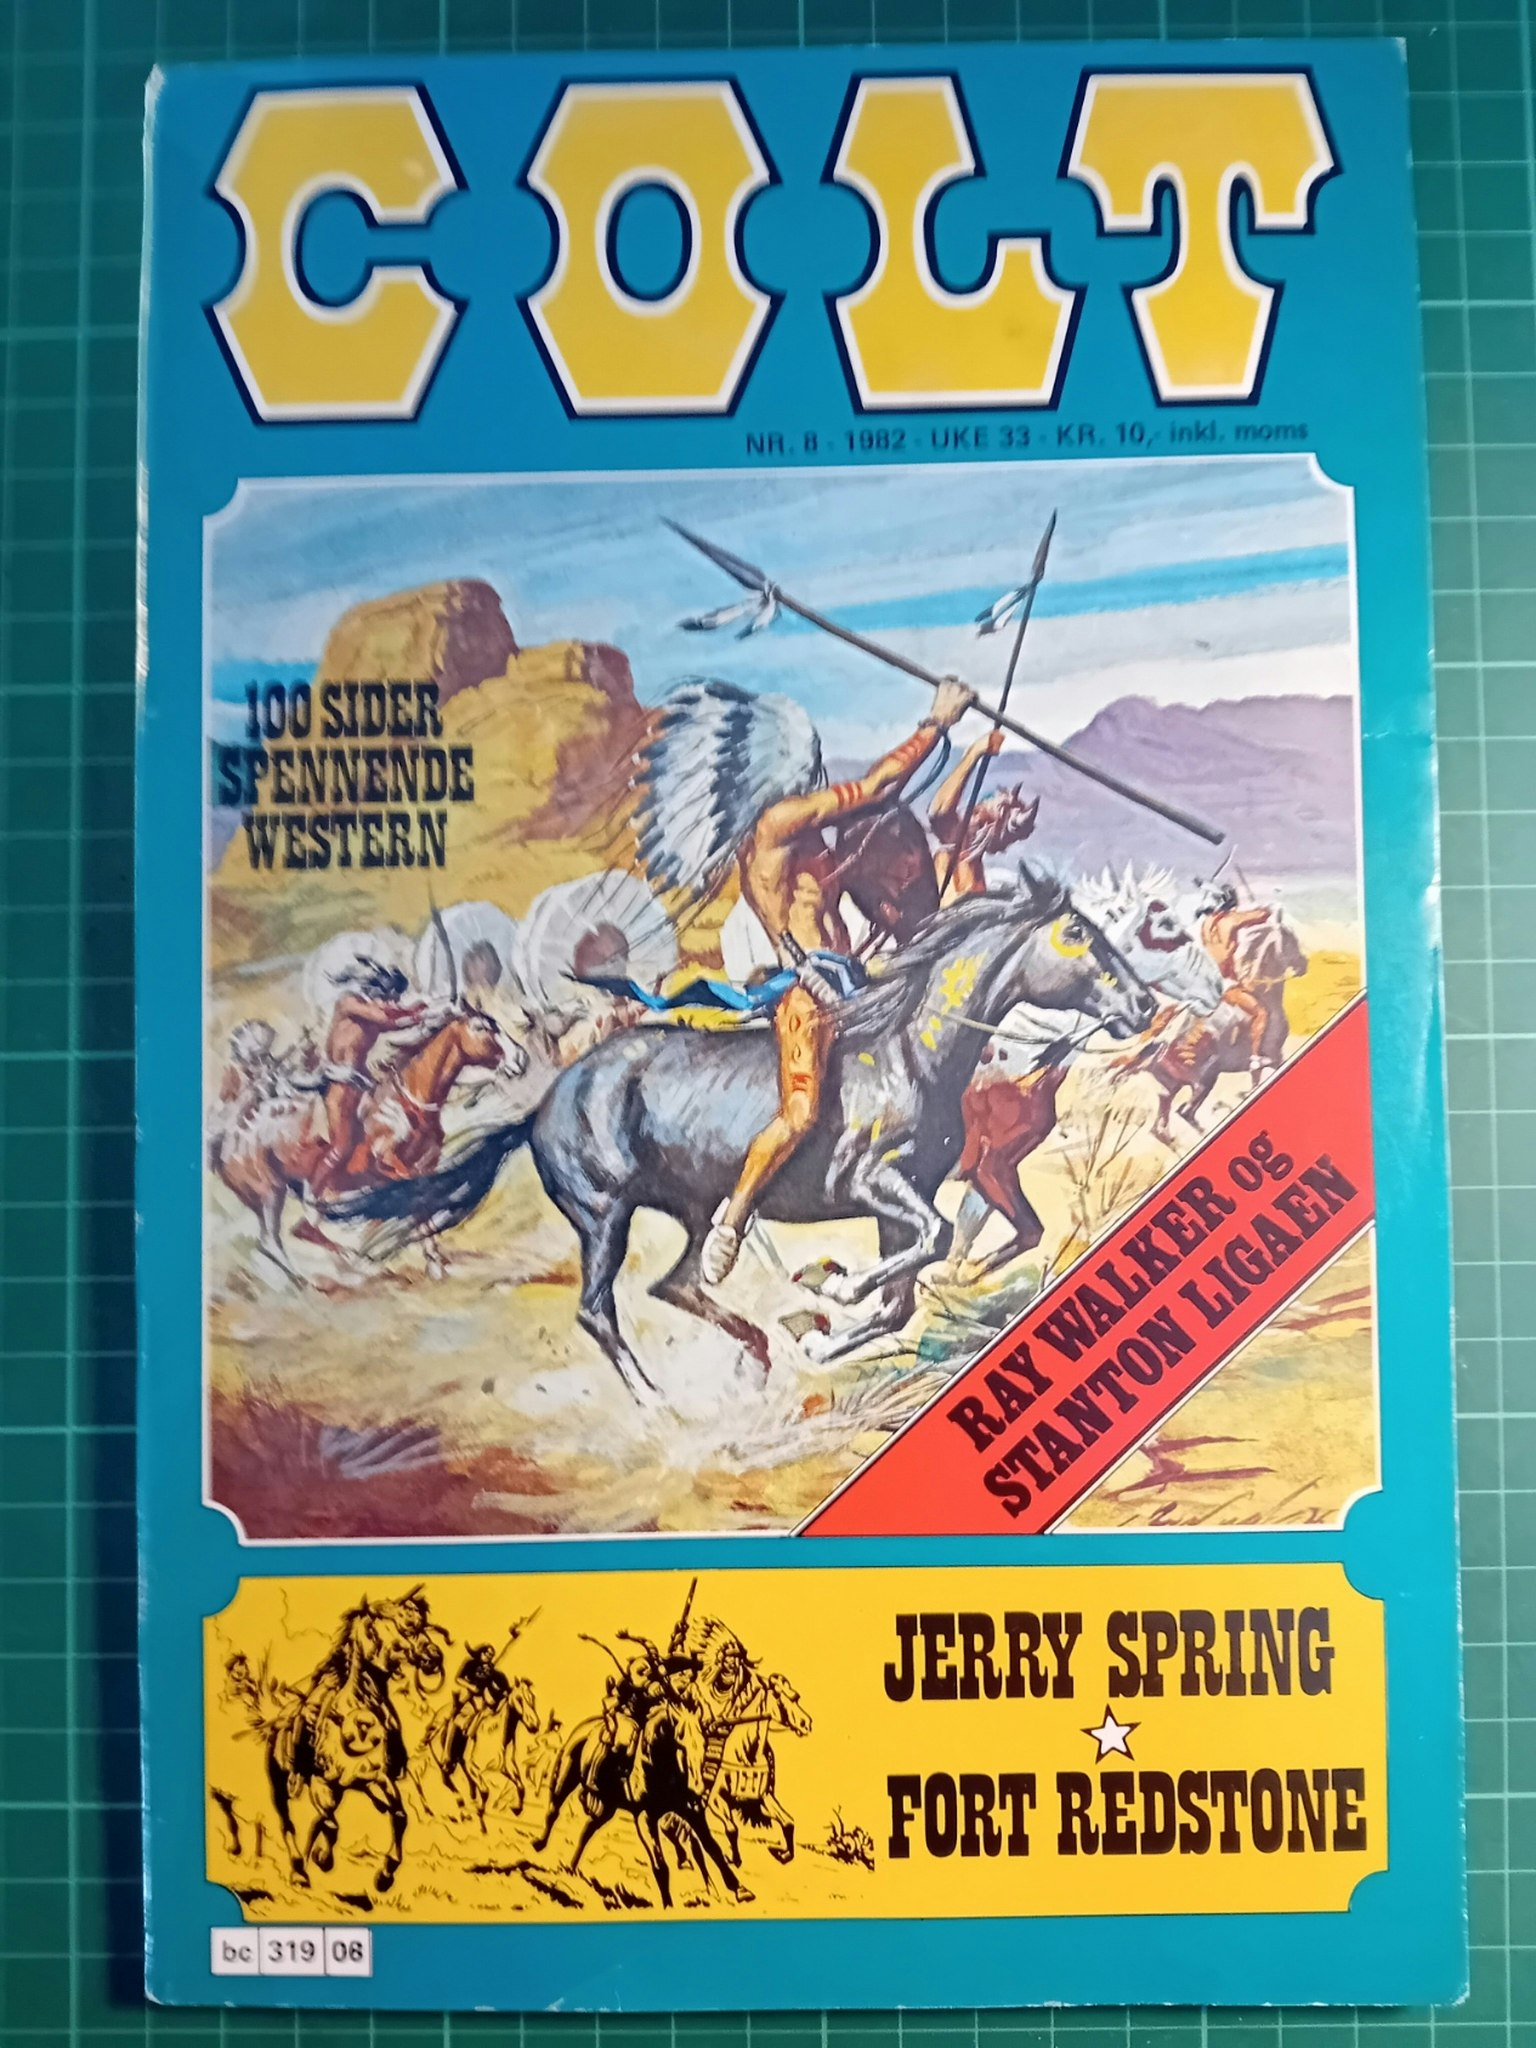 COLT
NR. 8 - 1982 - UKE 33 - KR. 10,- inkl. moms
100 SIDER
SPENNENDE
WESTERN
RAY WALKER og
STANTON LIGAEN
JERRY SPRING
FORT REDSTONE
bc 319 06